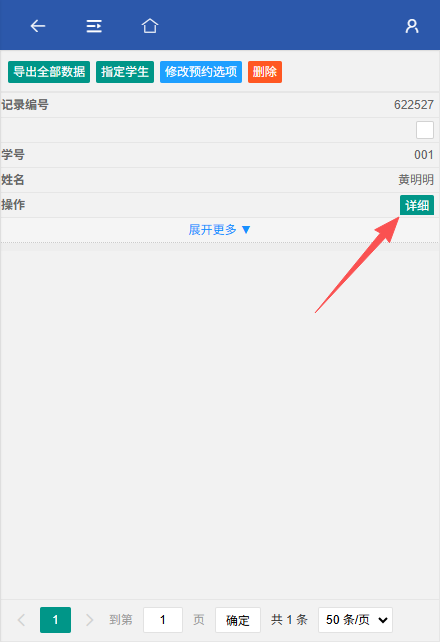 导出全部数据 指定学生 修改预约选项 删除
记录编号 622527
学号 001
姓名 黄明明
操作 详细
展开更多 ▼
1 到第 1 页 确定 共 1 条 50 条/页